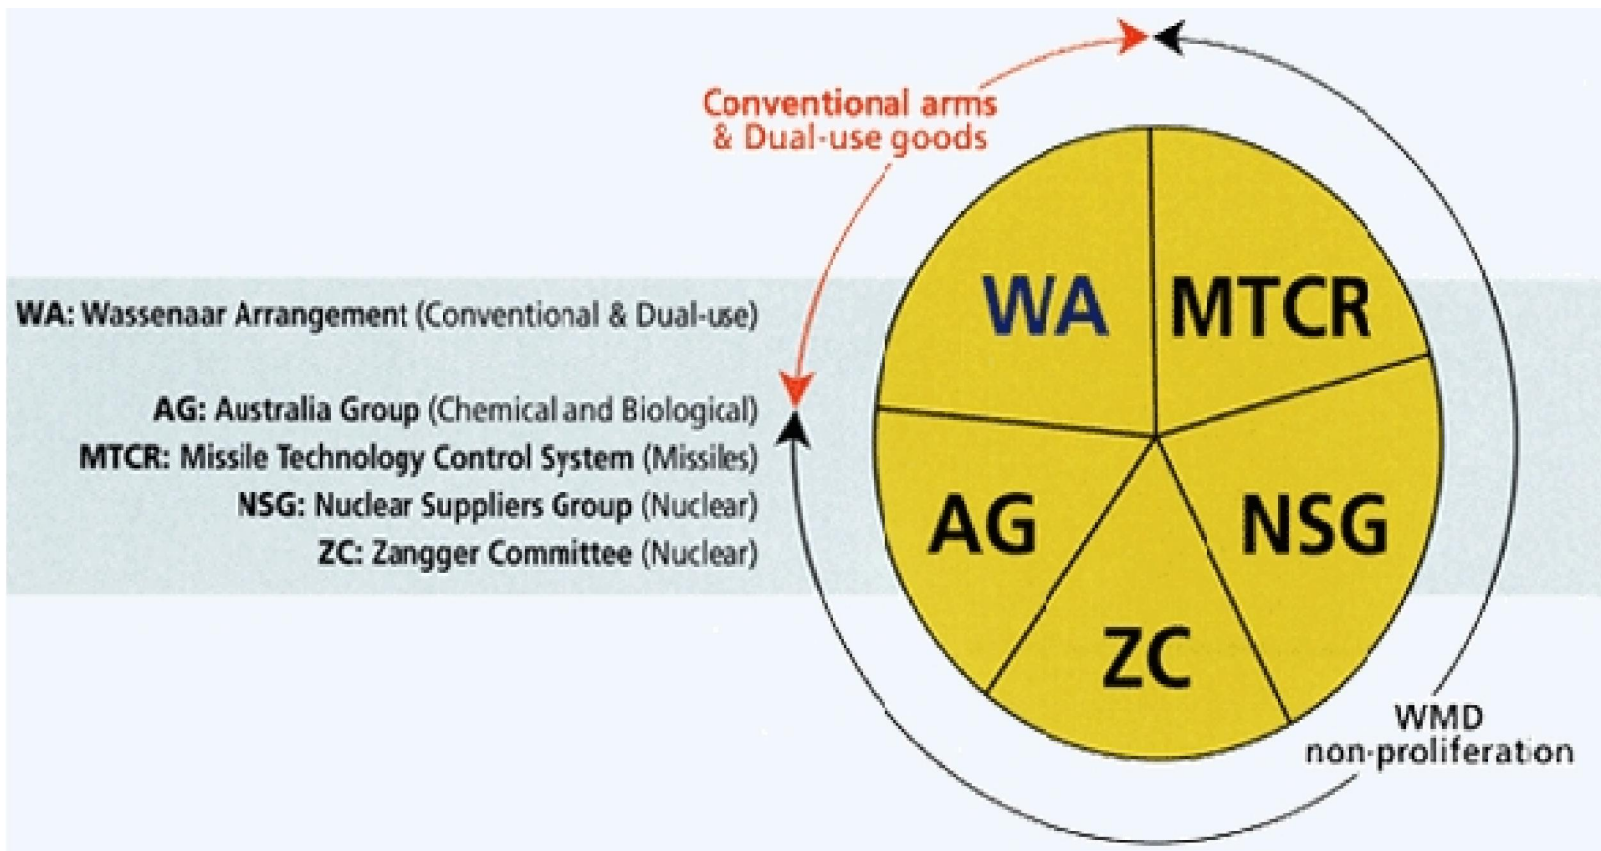 Conventional arms
& Dual-use goods
WA: Wassenaar Arrangement (Conventional & Dual-use)
AG: Australia Group (Chemical and Biological)
MTCR: Missile Technology Control System (Missiles)
NSG: Nuclear Suppliers Group (Nuclear)
ZC: Zangger Committee (Nuclear)
WA
MTCR
AG
NSG
ZC
WMD
non-proliferation